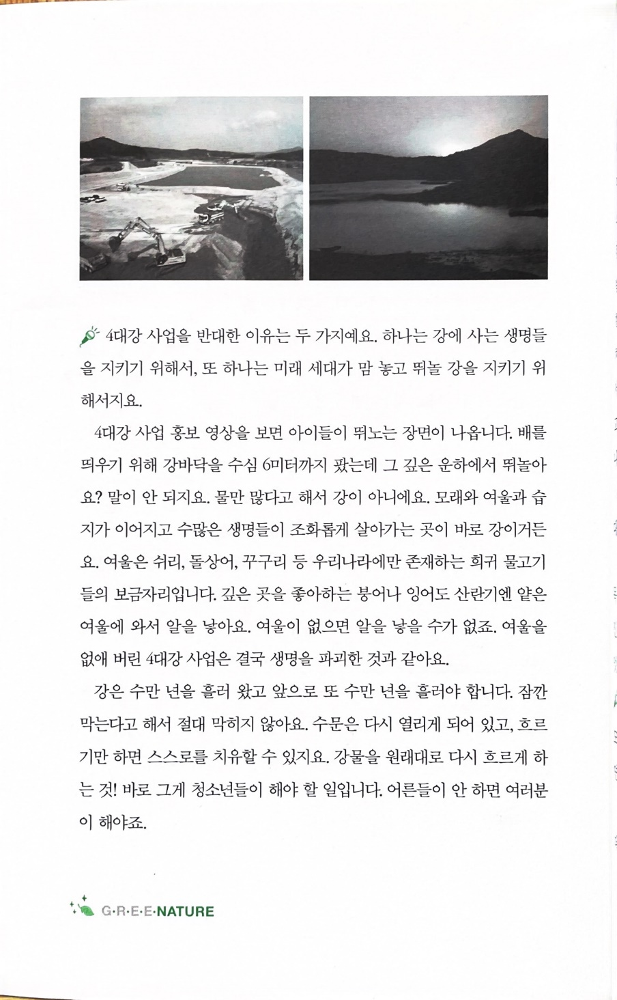 4대강 사업을 반대한 이유는 두 가지예요. 하나는 강에 사는 생명들
을 지키기 위해서, 또 하나는 미래 세대가 맘 놓고 뛰놀 강을 지키기 위
해서지요.
4대강 사업 홍보 영상을 보면 아이들이 뛰노는 장면이 나옵니다. 배를
띄우기 위해 강바닥을 수심 6미터까지 팠는데 그 깊은 운하에서 뛰놀아
요? 말이 안 되지요. 물만 많다고 해서 강이 아니에요. 모래와 여울과 습
지가 이어지고 수많은 생명들이 조화롭게 살아가는 곳이 바로 강이거든
요. 여울은 쉬리, 돌상어, 꾸구리 등 우리나라에만 존재하는 희귀 물고기
들의 보금자리입니다. 깊은 곳을 좋아하는 붕어나 잉어도 산란기엔 얕은
여울에 와서 알을 낳아요. 여울이 없으면 알을 낳을 수가 없죠. 여울을
없애 버린 4대강 사업은 결국 생명을 파괴한 것과 같아요.
강은 수만 년을 흘러 왔고 앞으로 또 수만 년을 흘러야 합니다. 잠깐
막는다고 해서 절대 막히지 않아요. 수문은 다시 열리게 되어 있고, 흐르
기만 하면 스스로를 치유할 수 있지요. 강물을 원래대로 다시 흐르게 하
는 것! 바로 그게 청소년들이 해야 할 일입니다. 어른들이 안 하면 여러분
이 해야죠.
G·R·E·E·NATURE